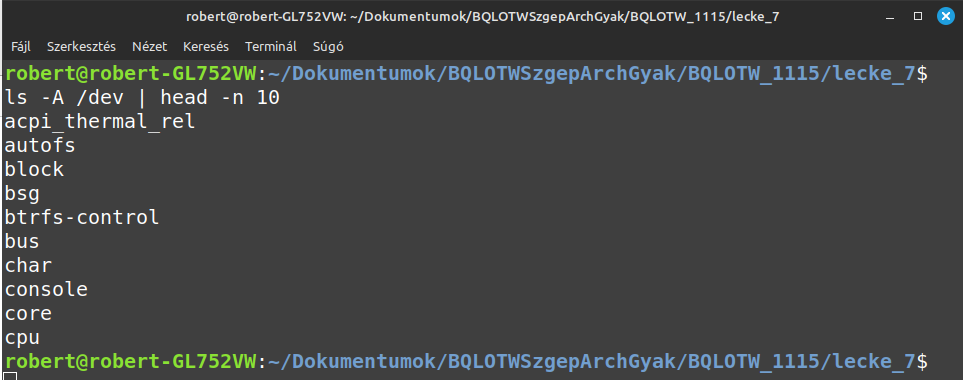 robert@robert-GL752VW: ~/Dokumentumok/BQLOTWSzgepArchGyak/BQLOTW_1115/lecke_7
Fájl Szerkesztés Nézet Keresés Terminál Súgó
robert@robert-GL752VW:~/Dokumentumok/BQLOTWSzgepArchGyak/BQLOTW_1115/lecke_7$
ls -A /dev | head -n 10
acpi_thermal_rel
autofs
block
bsg
btrfs-control
bus
char
console
core
cpu
robert@robert-GL752VW:~/Dokumentumok/BQLOTWSzgepArchGyak/BQLOTW_1115/lecke_7$